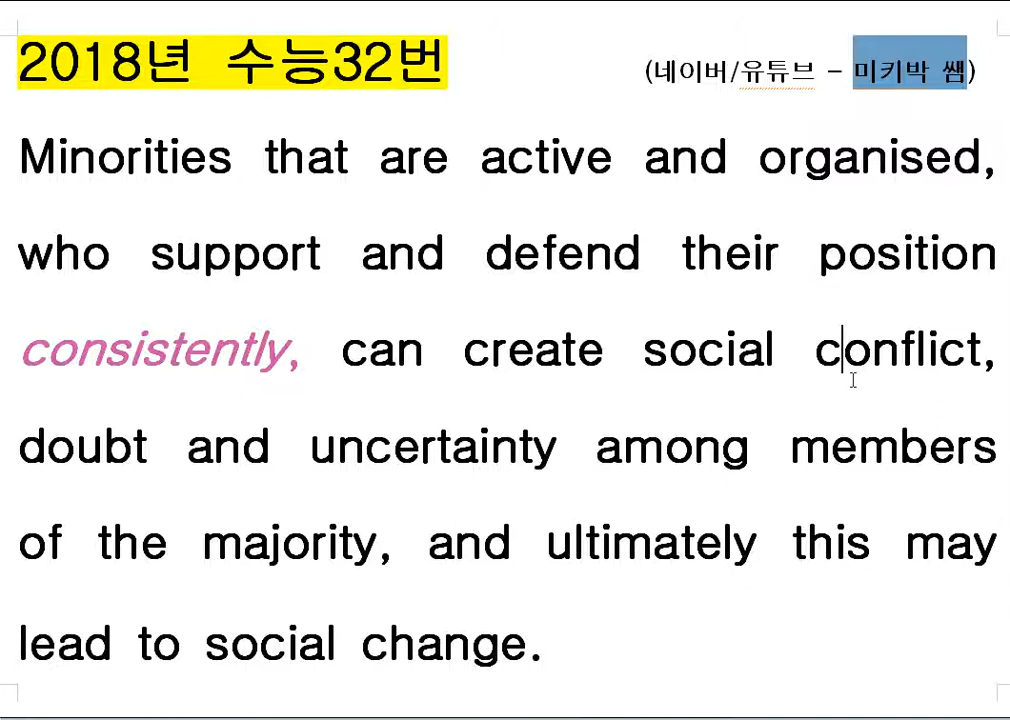 2018년 수능32번 (네이버/유튜브 - 미키박 쌤)
Minorities that are active and organised,
who support and defend their position
consistently, can create social conflict,
doubt and uncertainty among members
of the majority, and ultimately this may
lead to social change.